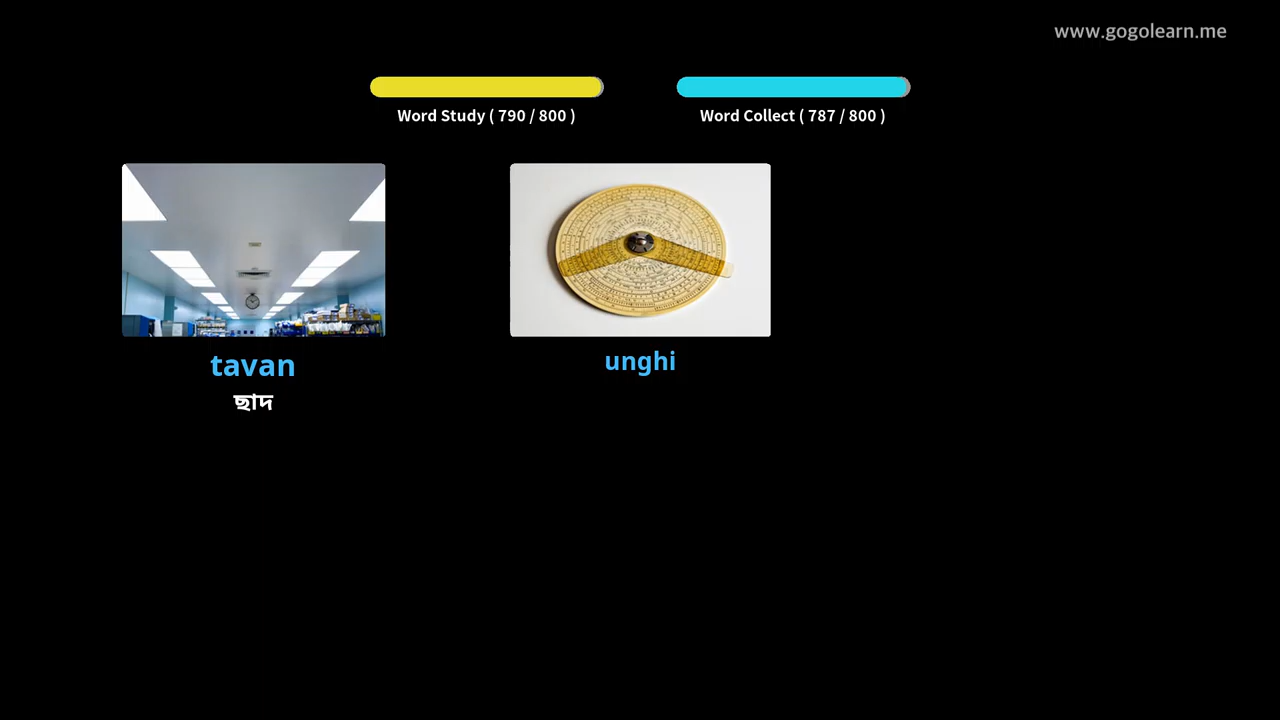 www.gogolearn.me
Word Study ( 790 / 800 )
Word Collect ( 787 / 800 )
tavan
ছাদ
unghi